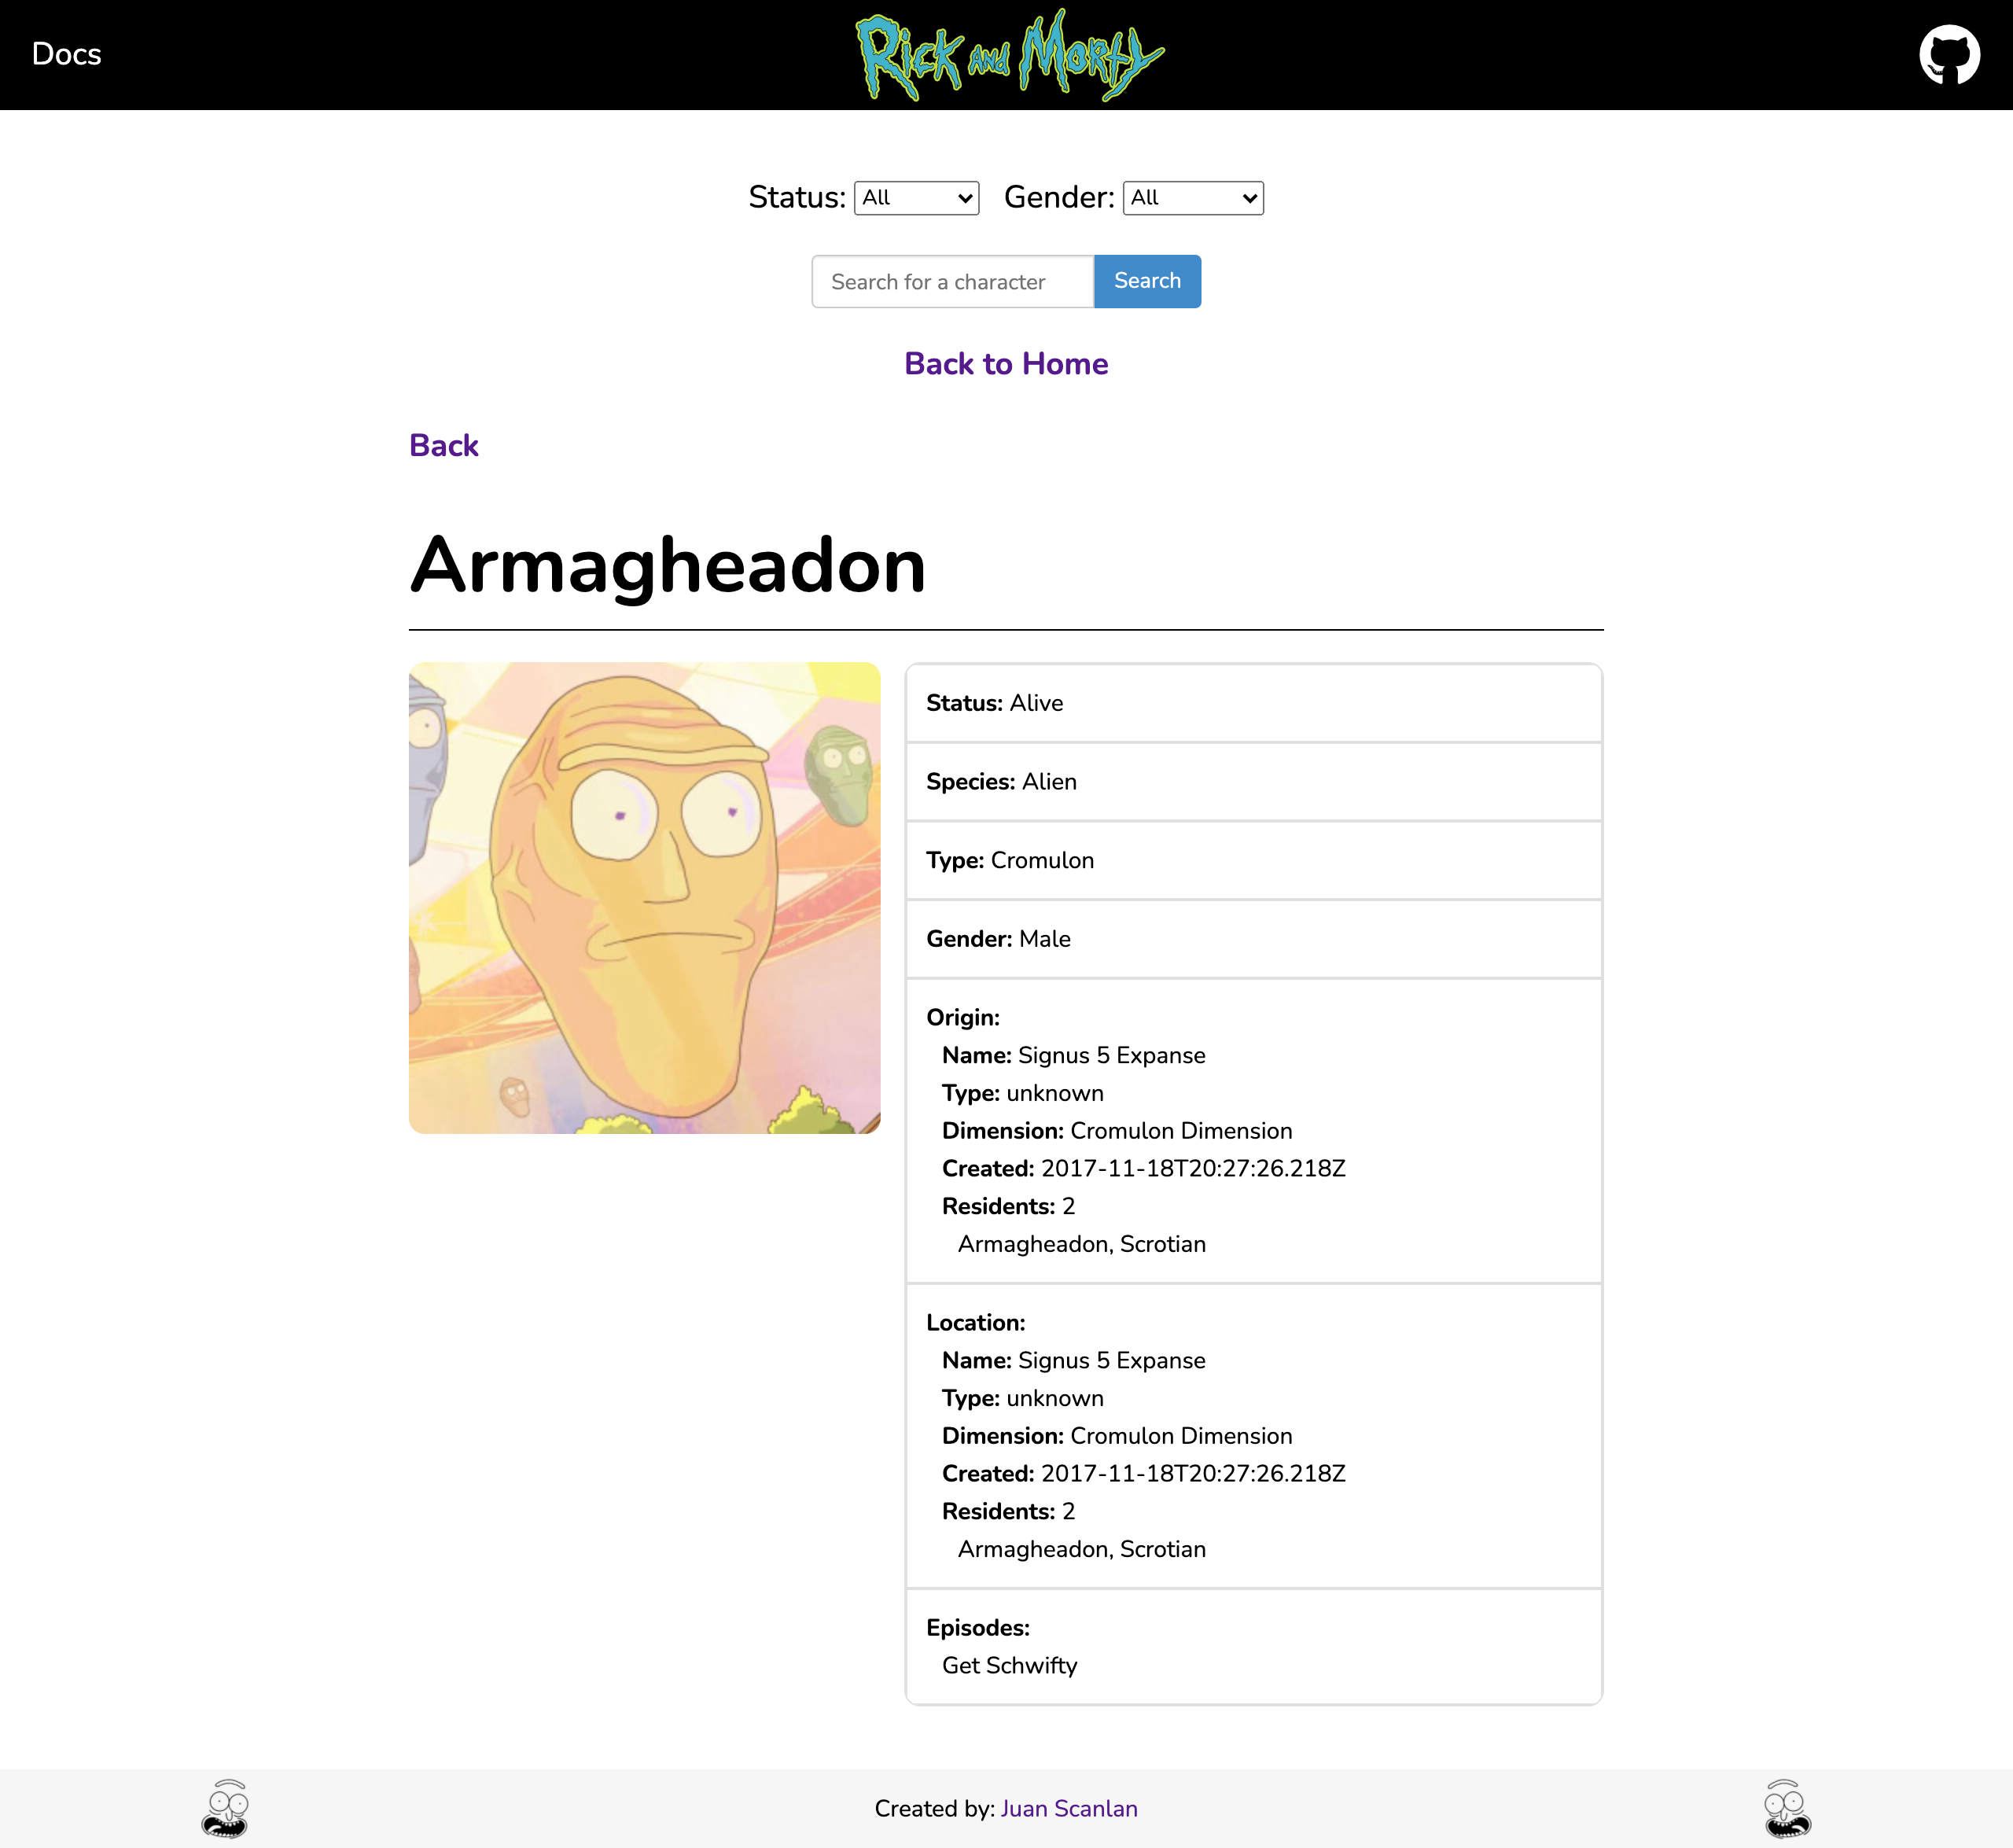 Docs
Rick and Morty
Status: All Gender: All
Search for a character Search
Back to Home
Back
Armagheadon
Status: Alive
Species: Alien
Type: Cromulon
Gender: Male
Origin:
Name: Signus 5 Expanse
Type: unknown
Dimension: Cromulon Dimension
Created: 2017-11-18T20:27:26.218Z
Residents: 2
Armagheadon, Scrotian
Location:
Name: Signus 5 Expanse
Type: unknown
Dimension: Cromulon Dimension
Created: 2017-11-18T20:27:26.218Z
Residents: 2
Armagheadon, Scrotian
Episodes:
Get Schwifty
Created by: Juan Scanlan